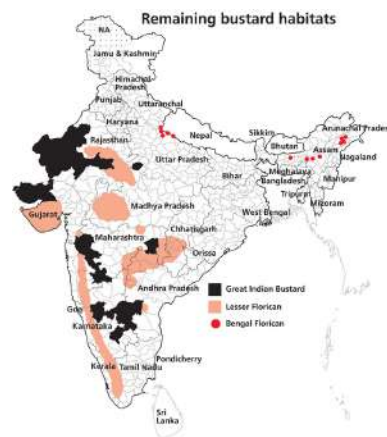 Remaining bustard habitats
NA
Jamu & Kashmir
Himachal
Pradesh
Punjab
Uttaranchal
Haryana
Nepal
Sikkim
Arunachal Prades
Bhutan
Assam
Nagaland
Rajasthan
Uttar Pradesh
Meghalaya
Bihar
Bangladesh
Manipur
Tripura
Mizoram
Gujarat
Madhya Pradesh
West Bengal
Chhatisgarh
Maharashtra
Orissa
Andhra Pradesh
Great Indian Bustard
Goa
Lesser Florican
Karnataka
Bengal Florican
Pondicherry
Kerala
Tamil Nadu
Sri
Lanka